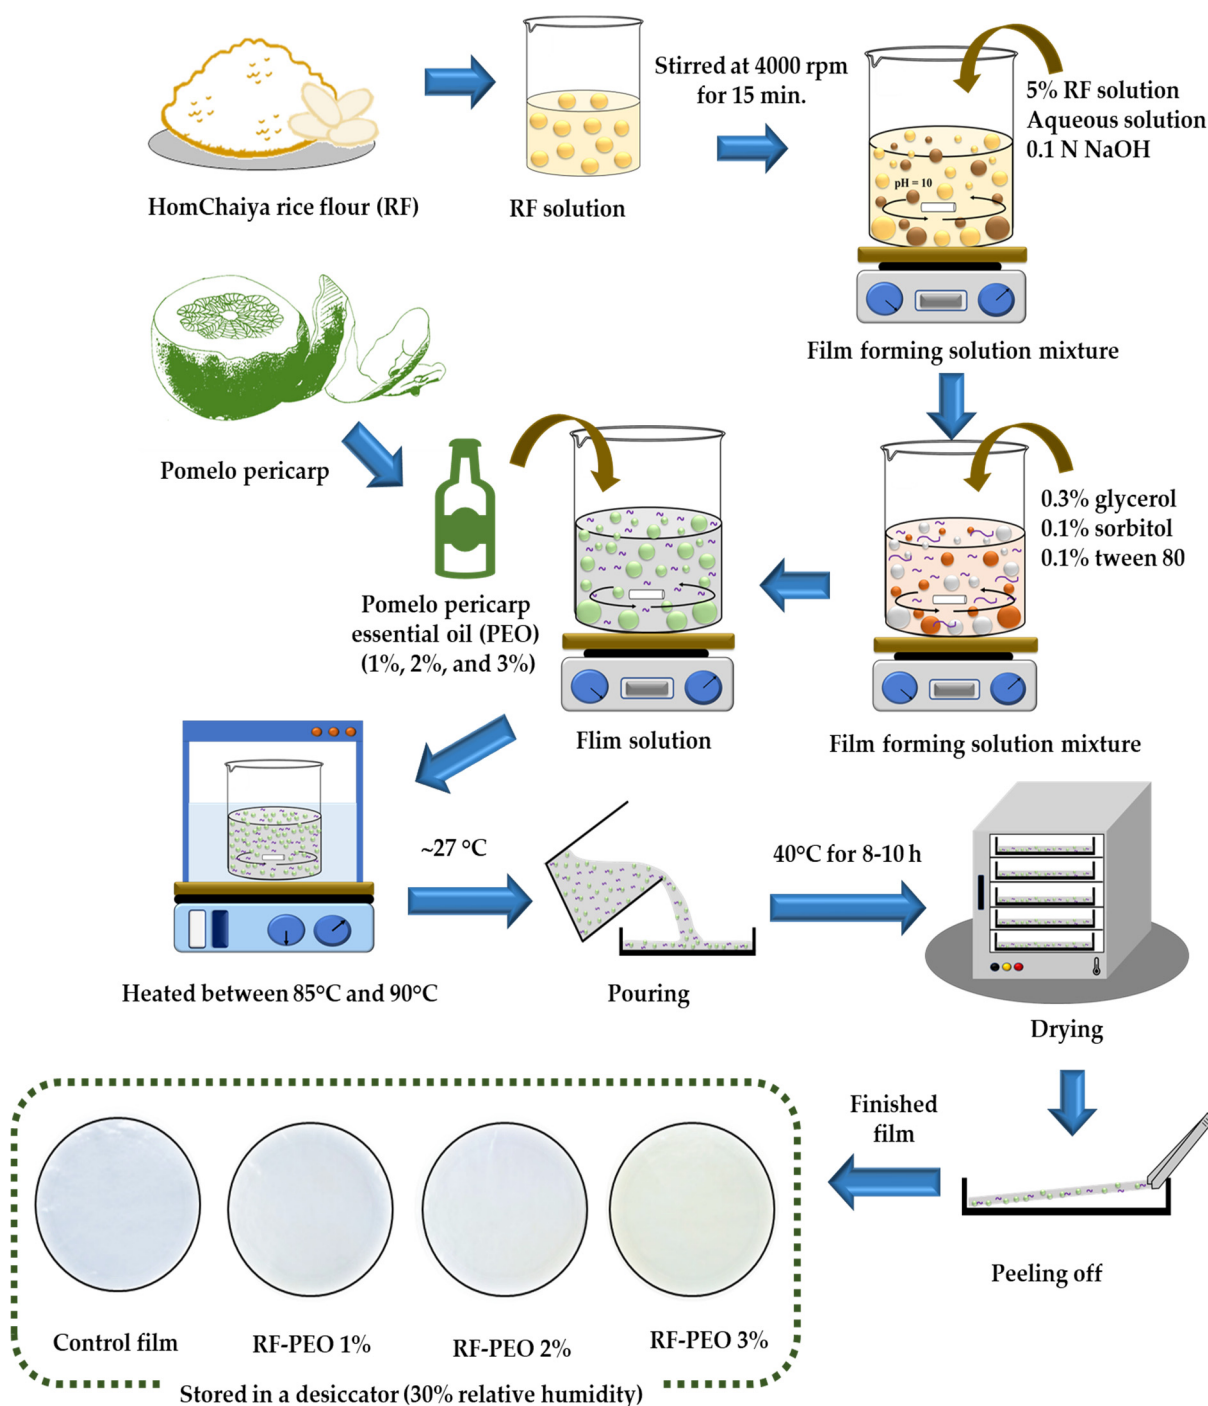 Stirred at 4000 rpm
for 15 min.
5% RF solution
Aqueous solution
0.1 N NaOH
pH = 10
HomChaiya rice flour (RF)
RF solution
Film forming solution mixture
Pomelo pericarp
0.3% glycerol
0.1% sorbitol
0.1% tween 80
Pomelo pericarp
essential oil (PEO)
(1%, 2%, and 3%)
Flim solution
Film forming solution mixture
~27 °C
40°C for 8-10 h
Heated between 85°C and 90°C
Pouring
Drying
Finished
film
Peeling off
Control film
RF-PEO 1%
RF-PEO 2%
RF-PEO 3%
Stored in a desiccator (30% relative humidity)